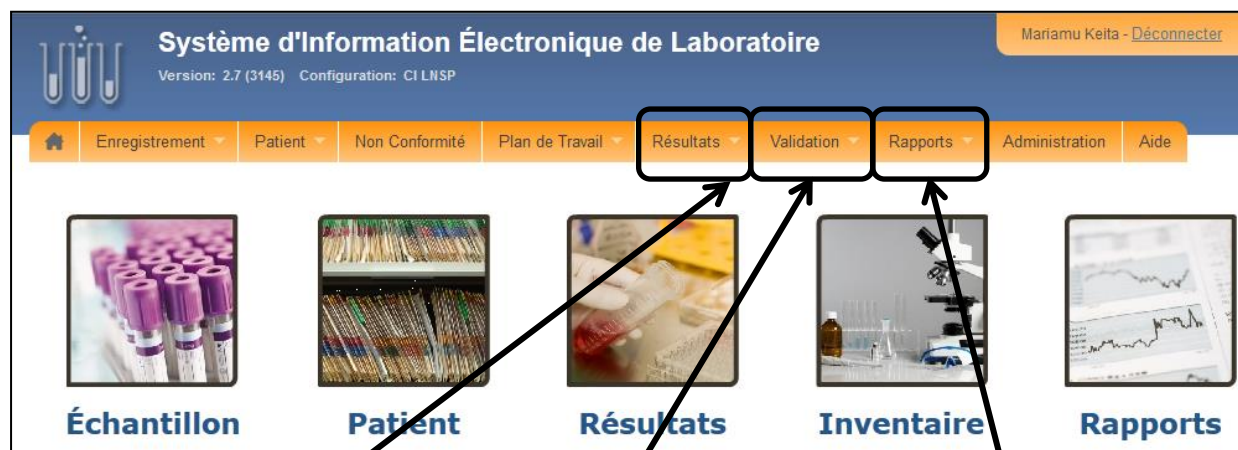 Système d'Information Électronique de Laboratoire
Mariamu Keita - Déconnecter
Version: 2.7 (3145) Configuration: CI LNSP
Enregistrement Patient Non Conformité Plan de Travail Résultats Validation Rapports Administration Aide
Échantillon Patient Résultats Inventaire Rapports